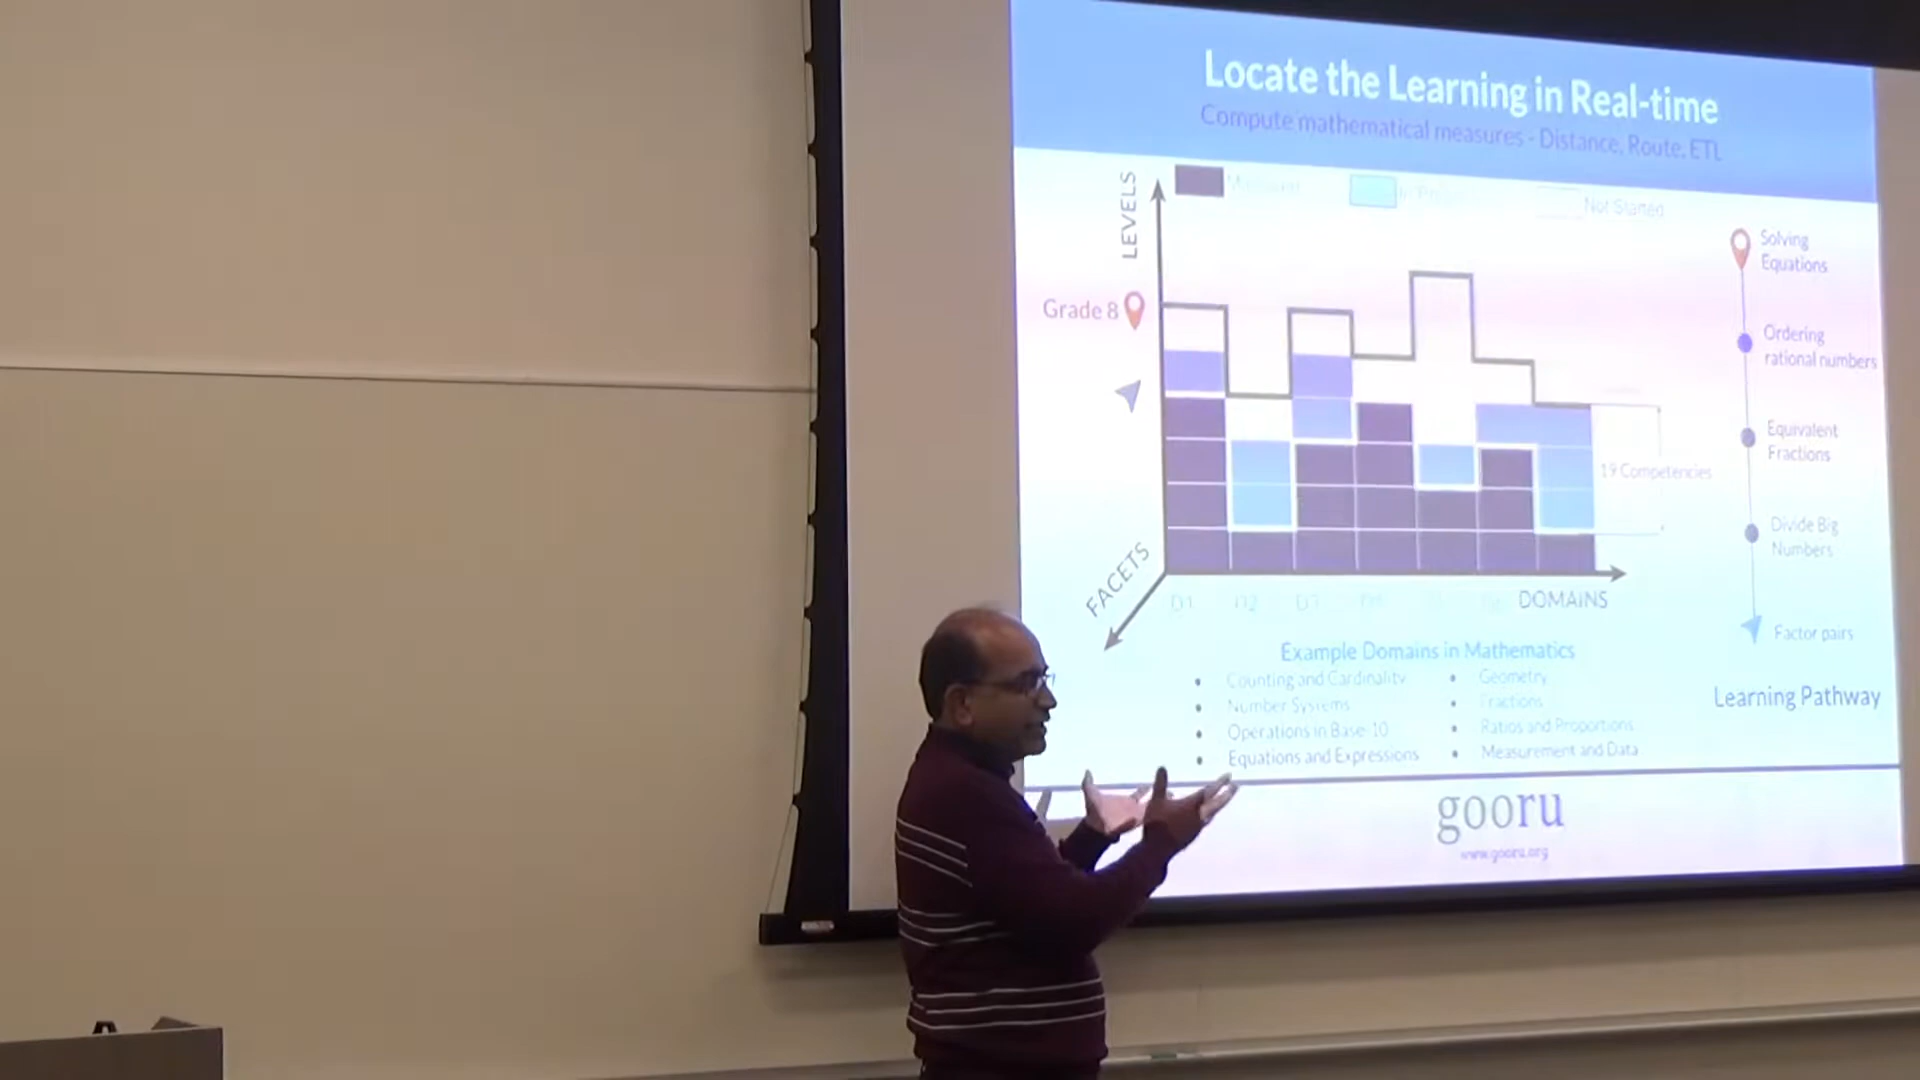 Locate the Learning in Real-time
Compute mathematical measures - Distance, Route, ETL
LEVELS
Not Started
Grade 8
19 Competencies
FACETS
D1
D2
D3
DOMAINS
Example Domains in Mathematics
Counting and Cardinality
Number Systems
Operations in Base-10
Equations and Expressions
Geometry
Fractions
Ratios and Proportions
Measurement and Data
Solving
Equations
Ordering
rational numbers
Equivalent
Fractions
Divide Big
Numbers
Factor pairs
Learning Pathway
gooru
www.gooru.org